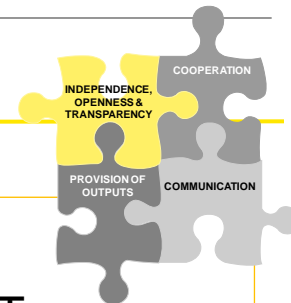 COOPERATION
INDEPENDENCE,
OPENNESS &
TRANSPARENCY
PROVISION OF
OUTPUTS
COMMUNICATION